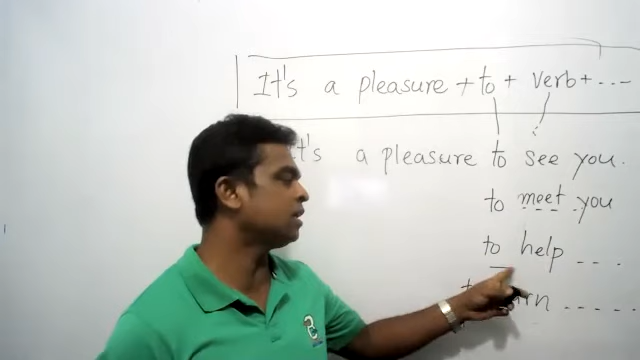 It's a pleasure + to + verb + ...
a pleasure to see you.
to meet you
to help ...